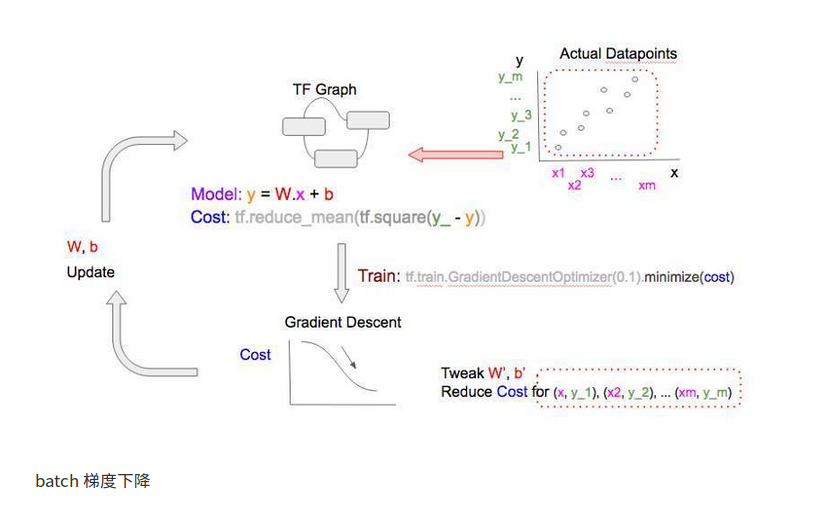 Actual Datapoints
y
y_m
...
y_3
y_2
y_1
x1 x3 ... x
x2 xm
TF Graph
Model: y = W.x + b
Cost: tf.reduce_mean(tf.square(y_ - y))
W, b
Update
Train: tf.train.GradientDescentOptimizer(0.1).minimize(cost)
Gradient Descent
Cost
Tweak W', b'
Reduce Cost for (x, y_1), (x2, y_2), ... (xm, y_m)
batch 梯度下降